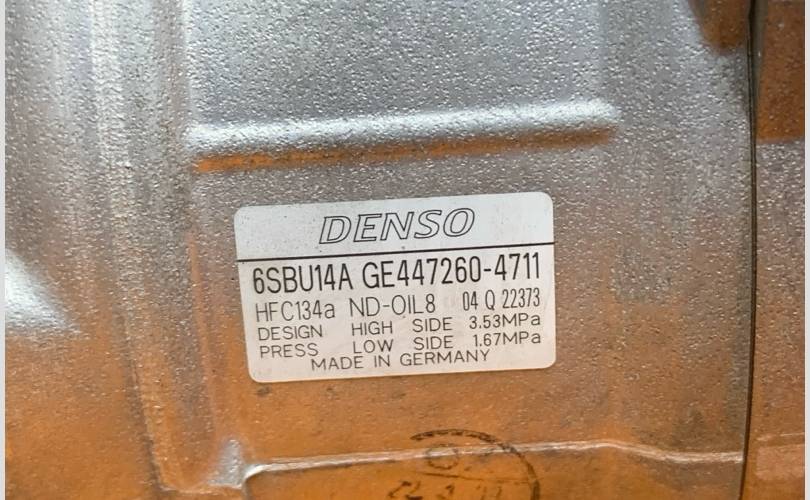 DENSO
6SBU14A GE447260-4711
HFC134a ND-OIL8 04 Q 22373
DESIGN HIGH SIDE 3.53MPa
PRESS LOW SIDE 1.67MPa
MADE IN GERMANY